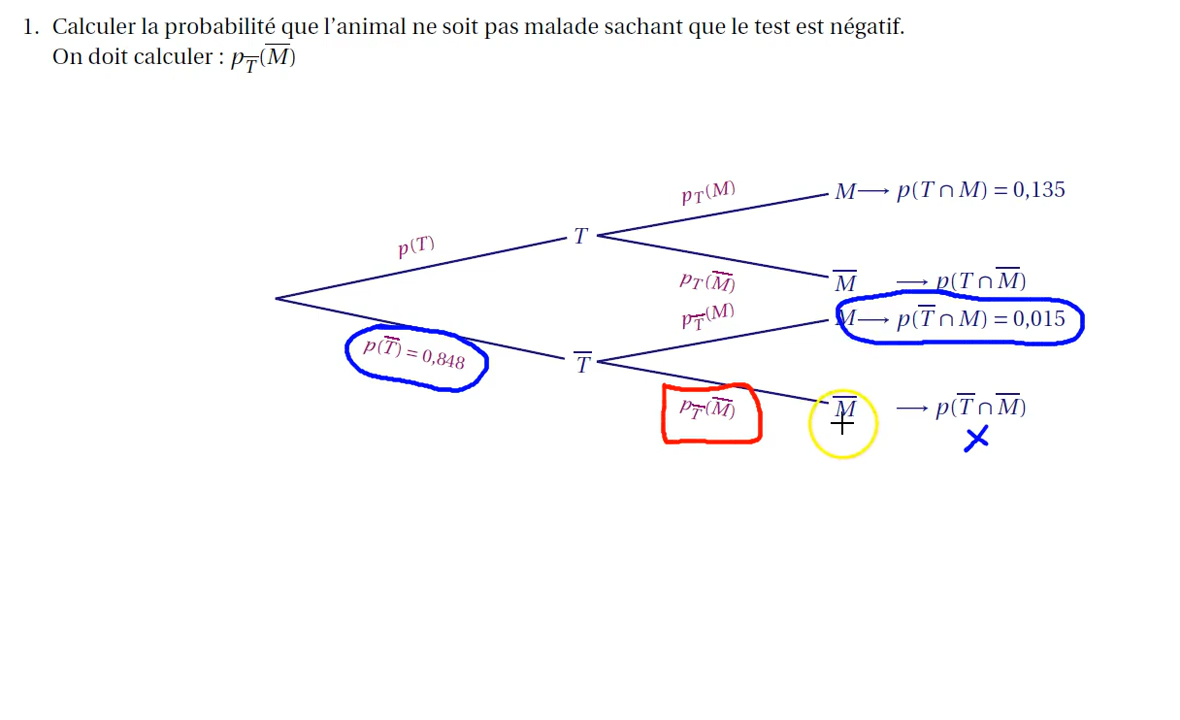 1. Calculer la probabilité que l’animal ne soit pas malade sachant que le test est négatif.
On doit calculer : p_T̅(M̅)
p_T(M)
M ⟶ p(T ∩ M) = 0,135
p(T)
T
p_T(M̅)
M̅ ⟶ p(T ∩ M̅)
p_T̅(M)
M ⟶ p(T̅ ∩ M) = 0,015
p(T̅) = 0,848
T̅
p_T̅(M̅)
M̅ ⟶ p(T̅ ∩ M̅)